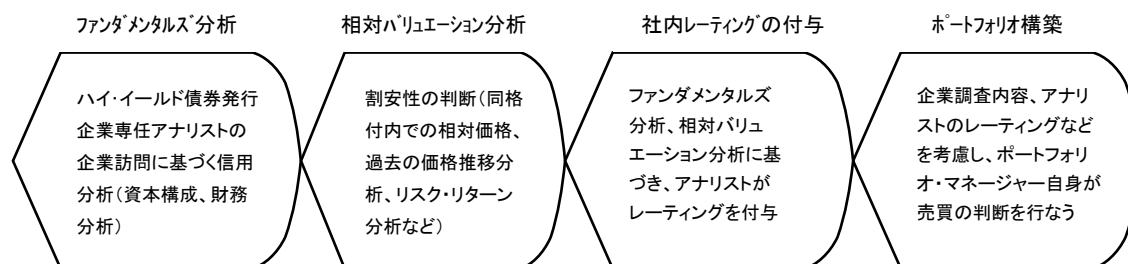 ﾌｧﾝﾀﾞﾒﾝﾀﾙｽﾞ分析
相対ﾊﾞﾘｭｴｰｼｮﾝ分析
社内ﾚｰﾃｨﾝｸﾞの付与
ﾎﾟｰﾄﾌｫﾘｵ構築
ハイ・イールド債券発行
企業専任アナリストの
企業訪問に基づく信用
分析（資本構成、財務
分析）
割安性の判断（同格
付内での相対価格、
過去の価格推移分
析、リスク・リターン
分析など）
ファンダメンタルズ
分析、相対バリュ
エーション分析に基
づき、アナリストが
レーティングを付与
企業調査内容、アナリ
ストのレーティングなど
を考慮し、ポートフォリ
オ・マネージャー自身が
売買の判断を行なう